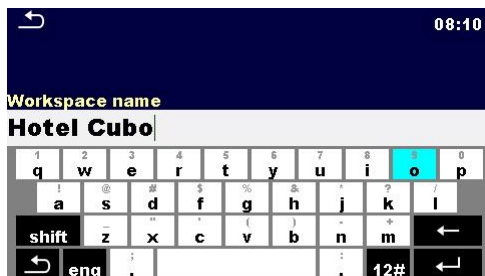 08:10
Workspace name
Hotel Cubo
1 2 3 4 5 6 7 8 9 0
q w e r t y u i o p
! @ # $ % & * ? /
a s d f g h j k l
" ' ( ) - +
shift z x c v b n m ←
; :
eng , . 12#